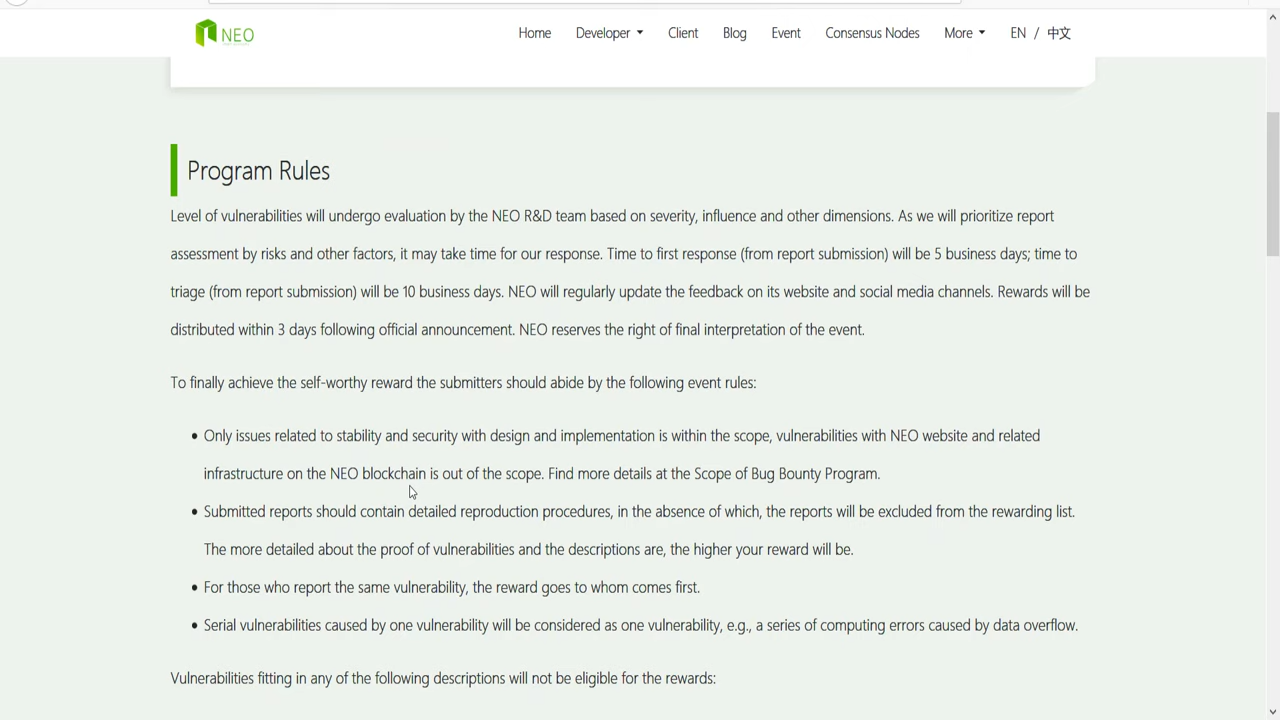 NEO
Home
Developer
Client
Blog
Event
Consensus Nodes
More
EN / 中文
Program Rules
Level of vulnerabilities will undergo evaluation by the NEO R&D team based on severity, influence and other dimensions. As we will prioritize report
assessment by risks and other factors, it may take time for our response. Time to first response (from report submission) will be 5 business days; time to
triage (from report submission) will be 10 business days. NEO will regularly update the feedback on its website and social media channels. Rewards will be
distributed within 3 days following official announcement. NEO reserves the right of final interpretation of the event.
To finally achieve the self-worthy reward the submitters should abide by the following event rules:
• Only issues related to stability and security with design and implementation is within the scope, vulnerabilities with NEO website and related
infrastructure on the NEO blockchain is out of the scope. Find more details at the Scope of Bug Bounty Program.
• Submitted reports should contain detailed reproduction procedures, in the absence of which, the reports will be excluded from the rewarding list.
The more detailed about the proof of vulnerabilities and the descriptions are, the higher your reward will be.
• For those who report the same vulnerability, the reward goes to whom comes first.
• Serial vulnerabilities caused by one vulnerability will be considered as one vulnerability, e.g., a series of computing errors caused by data overflow.
Vulnerabilities fitting in any of the following descriptions will not be eligible for the rewards: